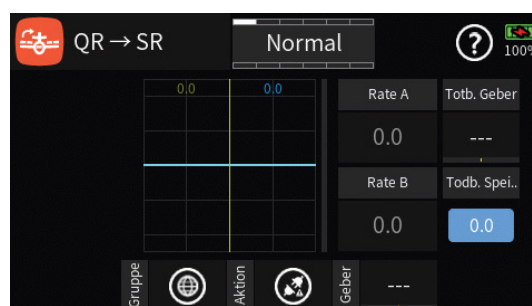 QR → SR
Normal
?
100%
0.0 0.0
Rate A Totb. Geber
0.0 ---
Rate B Todb. Spei..
0.0 0.0
Gruppe Aktion Geber ---